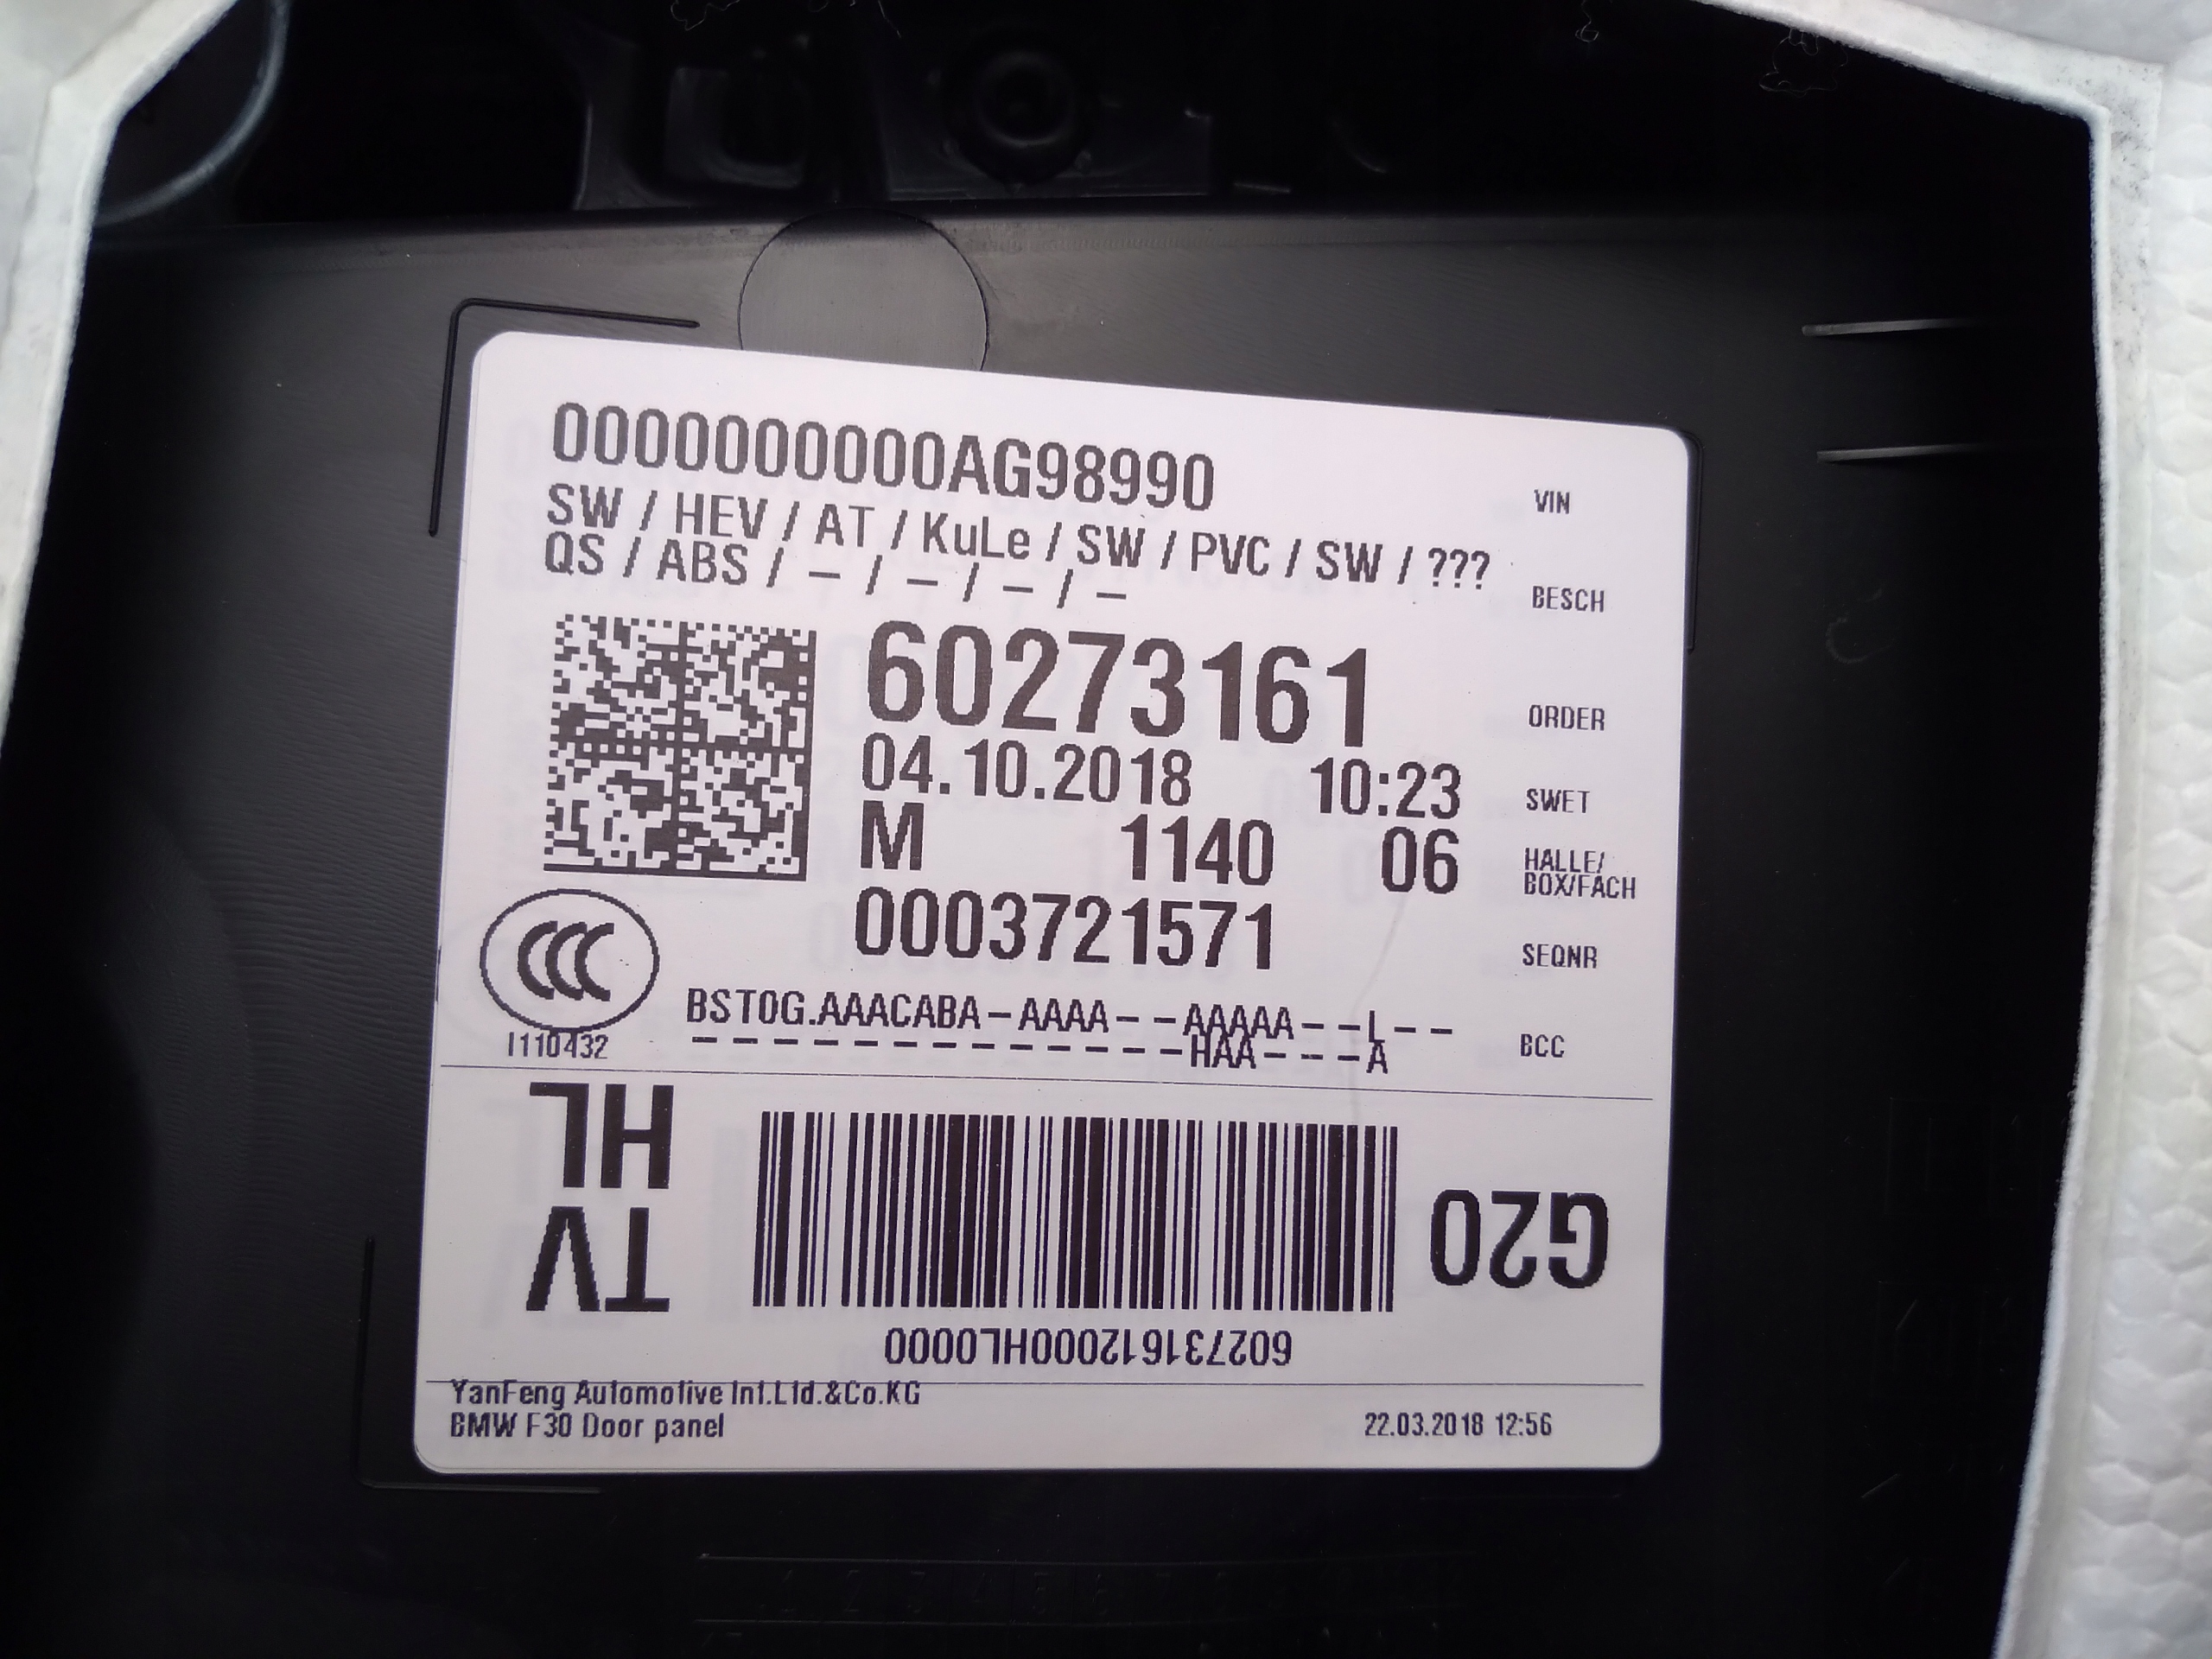 0000000000AG98990 VIN
SW / HEV / AT / KuLe / SW / PVC / SW / ???
QS / ABS / - / - / - / - BESCH
60273161 ORDER
04.10.2018 10:23 SWET
M 1140 06 HALLE/
BOX/FACH
0003721571 SEQNR
CCC
I110432
BST0G.AAACABA-AAAA--AAAAA---L--
---------------HAA----A BCC
TV
HL
G20
602731612000HL0000
YanFeng Automotive Int.Ltd.&Co.KG
BMW F30 Door panel 22.03.2018 12:56